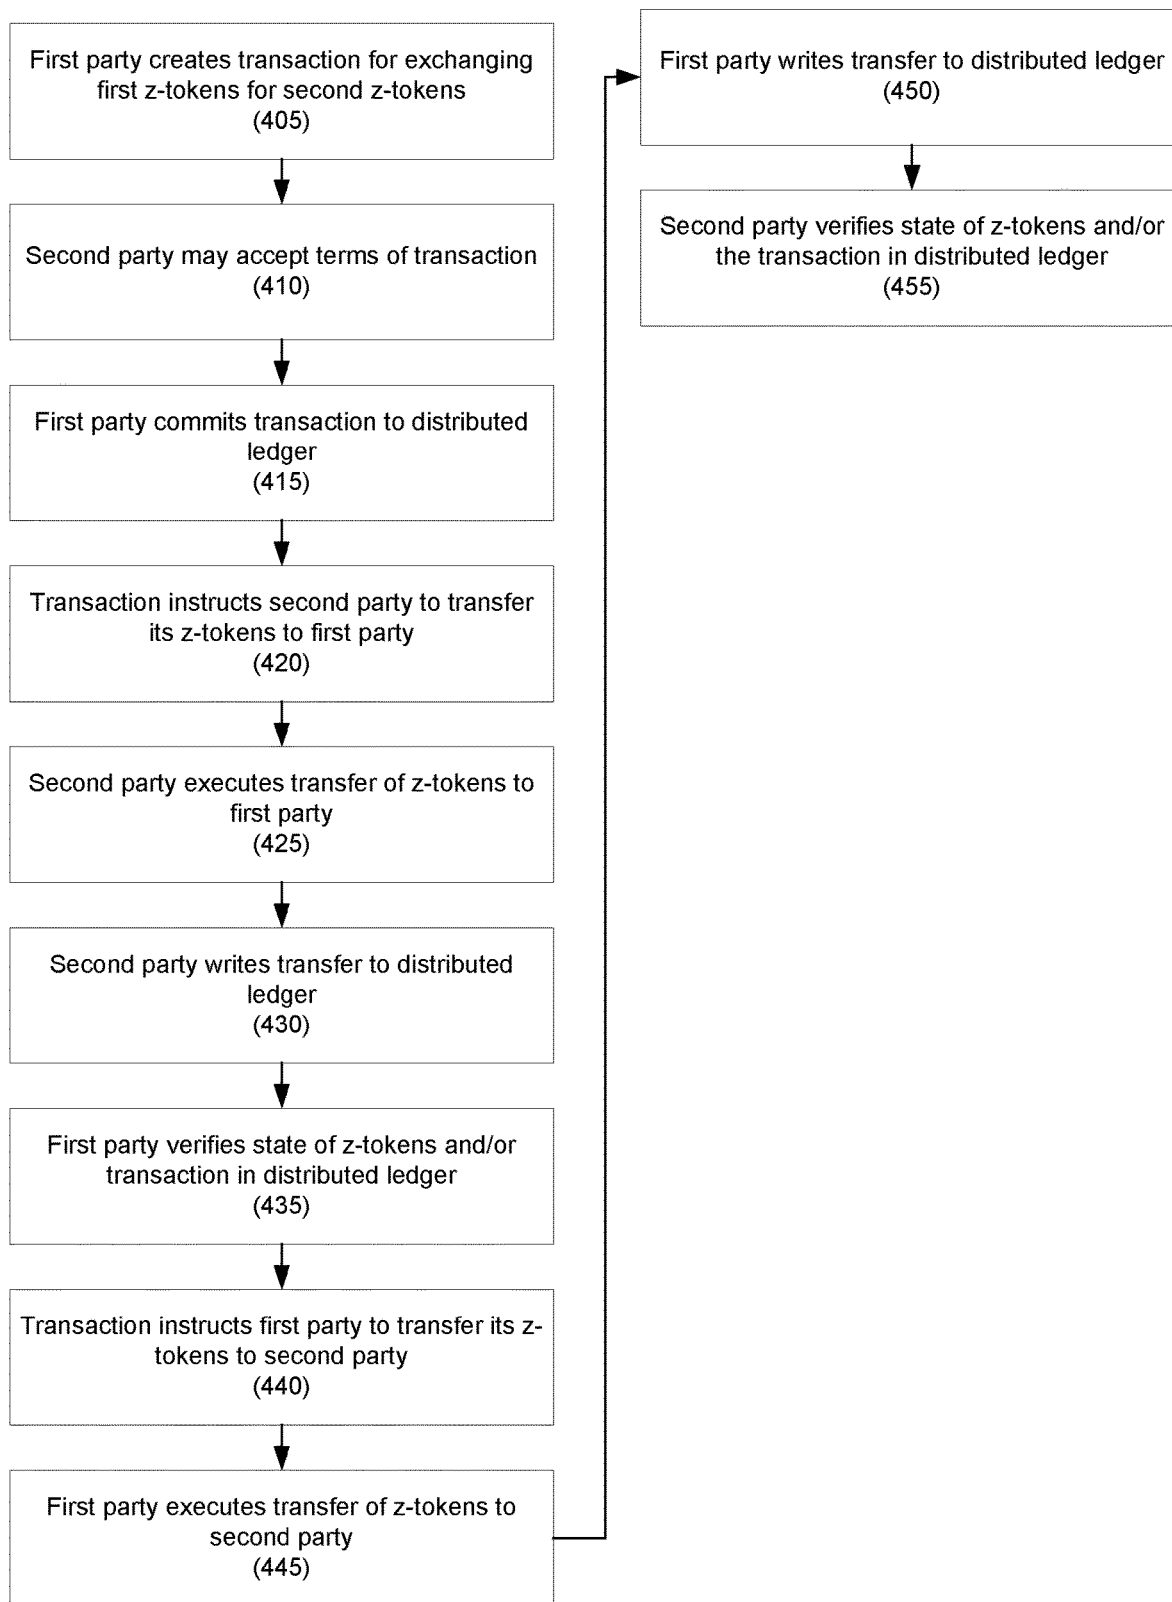 First party creates transaction for exchanging
first z-tokens for second z-tokens
(405)
Second party may accept terms of transaction
(410)
First party commits transaction to distributed
ledger
(415)
Transaction instructs second party to transfer
its z-tokens to first party
(420)
Second party executes transfer of z-tokens to
first party
(425)
Second party writes transfer to distributed
ledger
(430)
First party verifies state of z-tokens and/or
transaction in distributed ledger
(435)
Transaction instructs first party to transfer its z-
tokens to second party
(440)
First party executes transfer of z-tokens to
second party
(445)
First party writes transfer to distributed ledger
(450)
Second party verifies state of z-tokens and/or
the transaction in distributed ledger
(455)